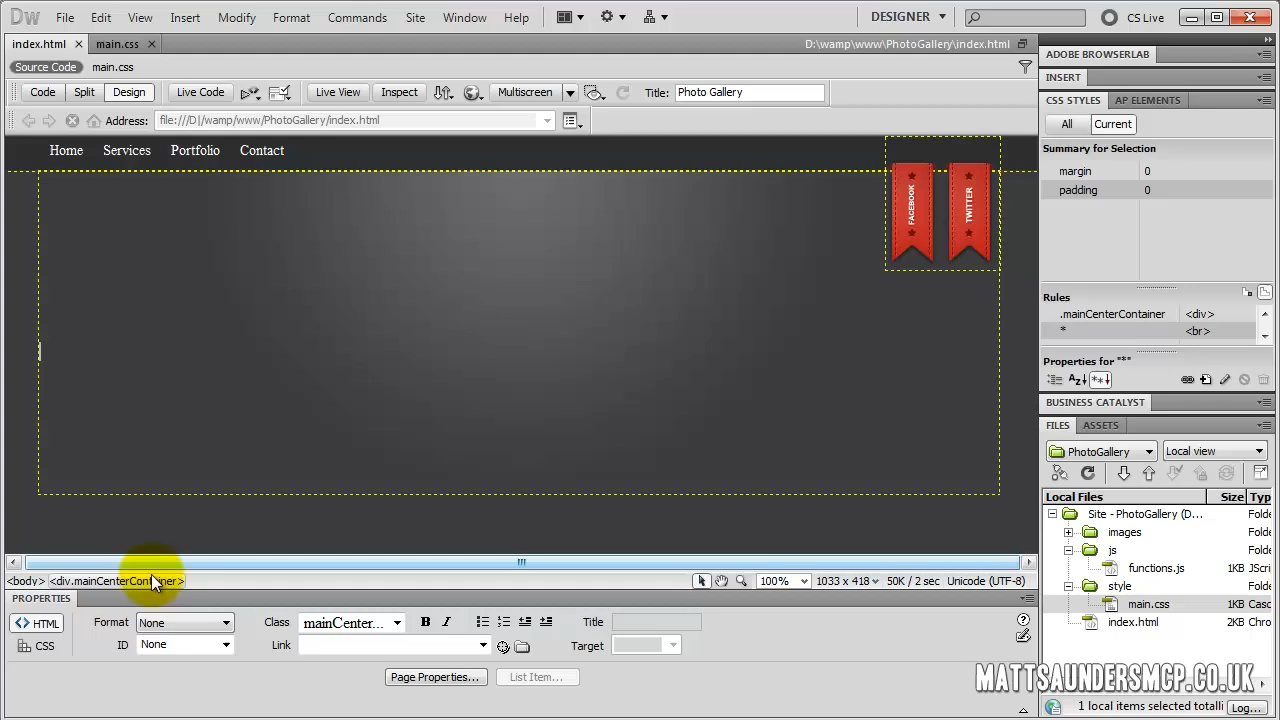 Dw File Edit View Insert Modify Format Commands Site Window Help DESIGNER CS Live
index.html main.css D:\wamp\www\PhotoGallery\index.html
Source Code main.css
Code Split Design Live Code Live View Inspect Multiscreen Title: Photo Gallery
Address: file:///D|/wamp/www/PhotoGallery/index.html
Home Services Portfolio Contact
FACEBOOK
TWITTER
<body> <div.mainCenterContainer> 100% 1033 x 418 50K / 2 sec Unicode (UTF-8)
PROPERTIES
HTML Format None Class mainCenter... B I Title
CSS ID None Link Target
Page Properties... List Item...
ADOBE BROWSERLAB
INSERT
CSS STYLES AP ELEMENTS
All Current
Summary for Selection
margin 0
padding 0
Rules
.mainCenterContainer <div>
* <br>
Properties for "*"
BUSINESS CATALYST
FILES ASSETS
PhotoGallery Local view
Local Files Size Typ
Site - PhotoGallery (D... Folde
images Folde
js Folde
functions.js 1KB JScri
style Folde
main.css 1KB Casc
index.html 2KB Chro
MATTSAUNDERSMCP.CO.UK
1 local items selected totalli Log...